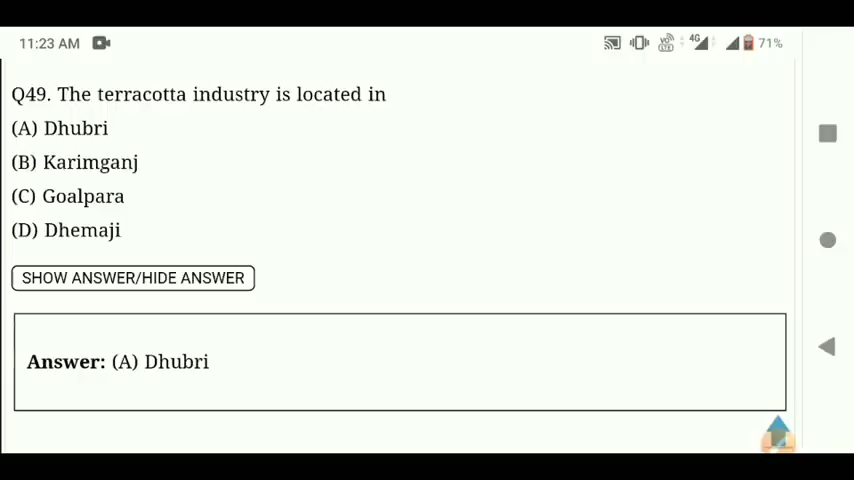 11:23 AM
4G
71%
Q49. The terracotta industry is located in
(A) Dhubri
(B) Karimganj
(C) Goalpara
(D) Dhemaji
SHOW ANSWER/HIDE ANSWER
Answer: (A) Dhubri